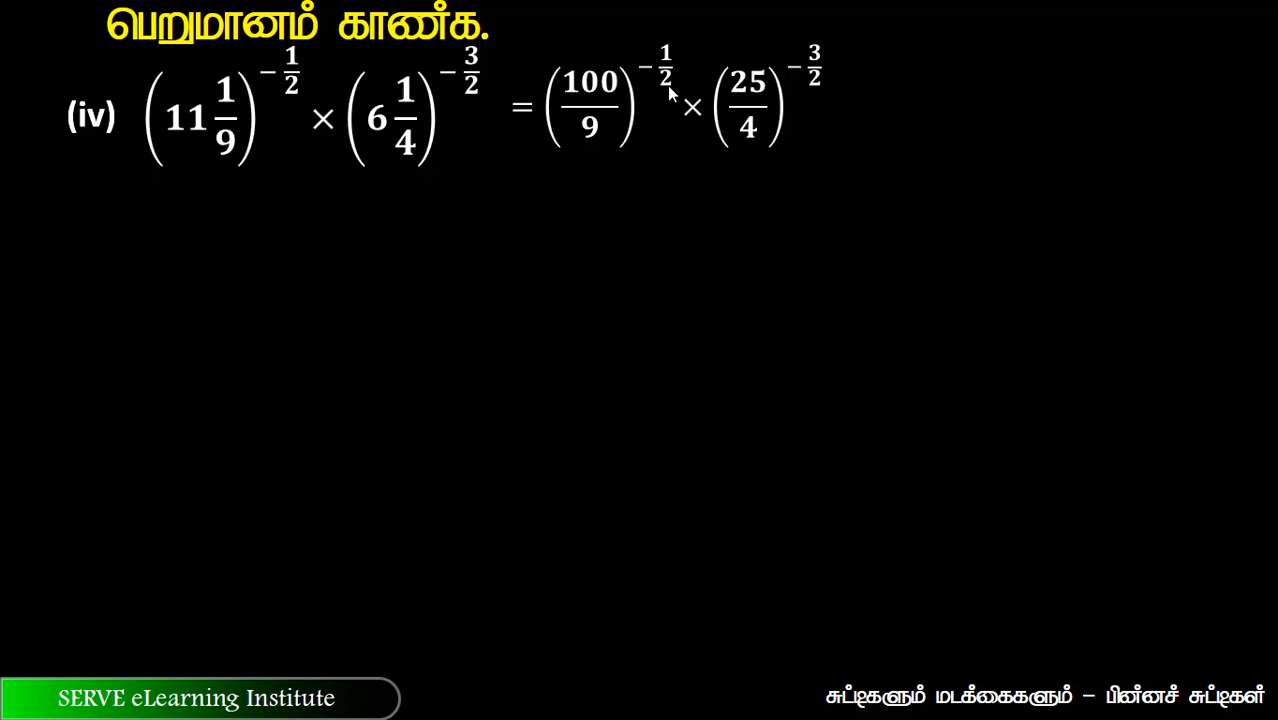 பெறுமானம் காண்க.
(iv) (11 1/9)^(-1/2) × (6 1/4)^(-3/2) = (100/9)^(-1/2) × (25/4)^(-3/2)
SERVE eLearning Institute
சுட்டிகளும் மடக்கைகளும் – பின்னச் சுட்டிகள்